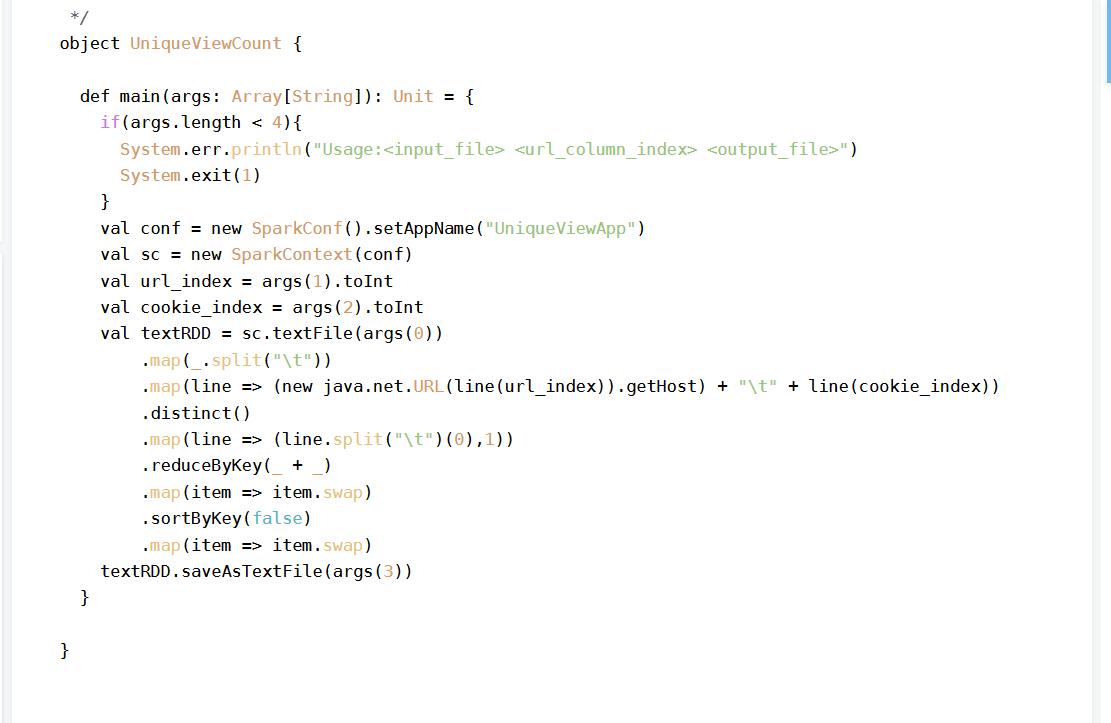 */
object UniqueViewCount {
def main(args: Array[String]): Unit = {
if(args.length < 4){
System.err.println("Usage:<input_file> <url_column_index> <output_file>")
System.exit(1)
}
val conf = new SparkConf().setAppName("UniqueViewApp")
val sc = new SparkContext(conf)
val url_index = args(1).toInt
val cookie_index = args(2).toInt
val textRDD = sc.textFile(args(0))
.map(_.split("\t"))
.map(line => (new java.net.URL(line(url_index)).getHost) + "\t" + line(cookie_index))
.distinct()
.map(line => (line.split("\t")(0),1))
.reduceByKey(_ + _)
.map(item => item.swap)
.sortByKey(false)
.map(item => item.swap)
textRDD.saveAsTextFile(args(3))
}
}